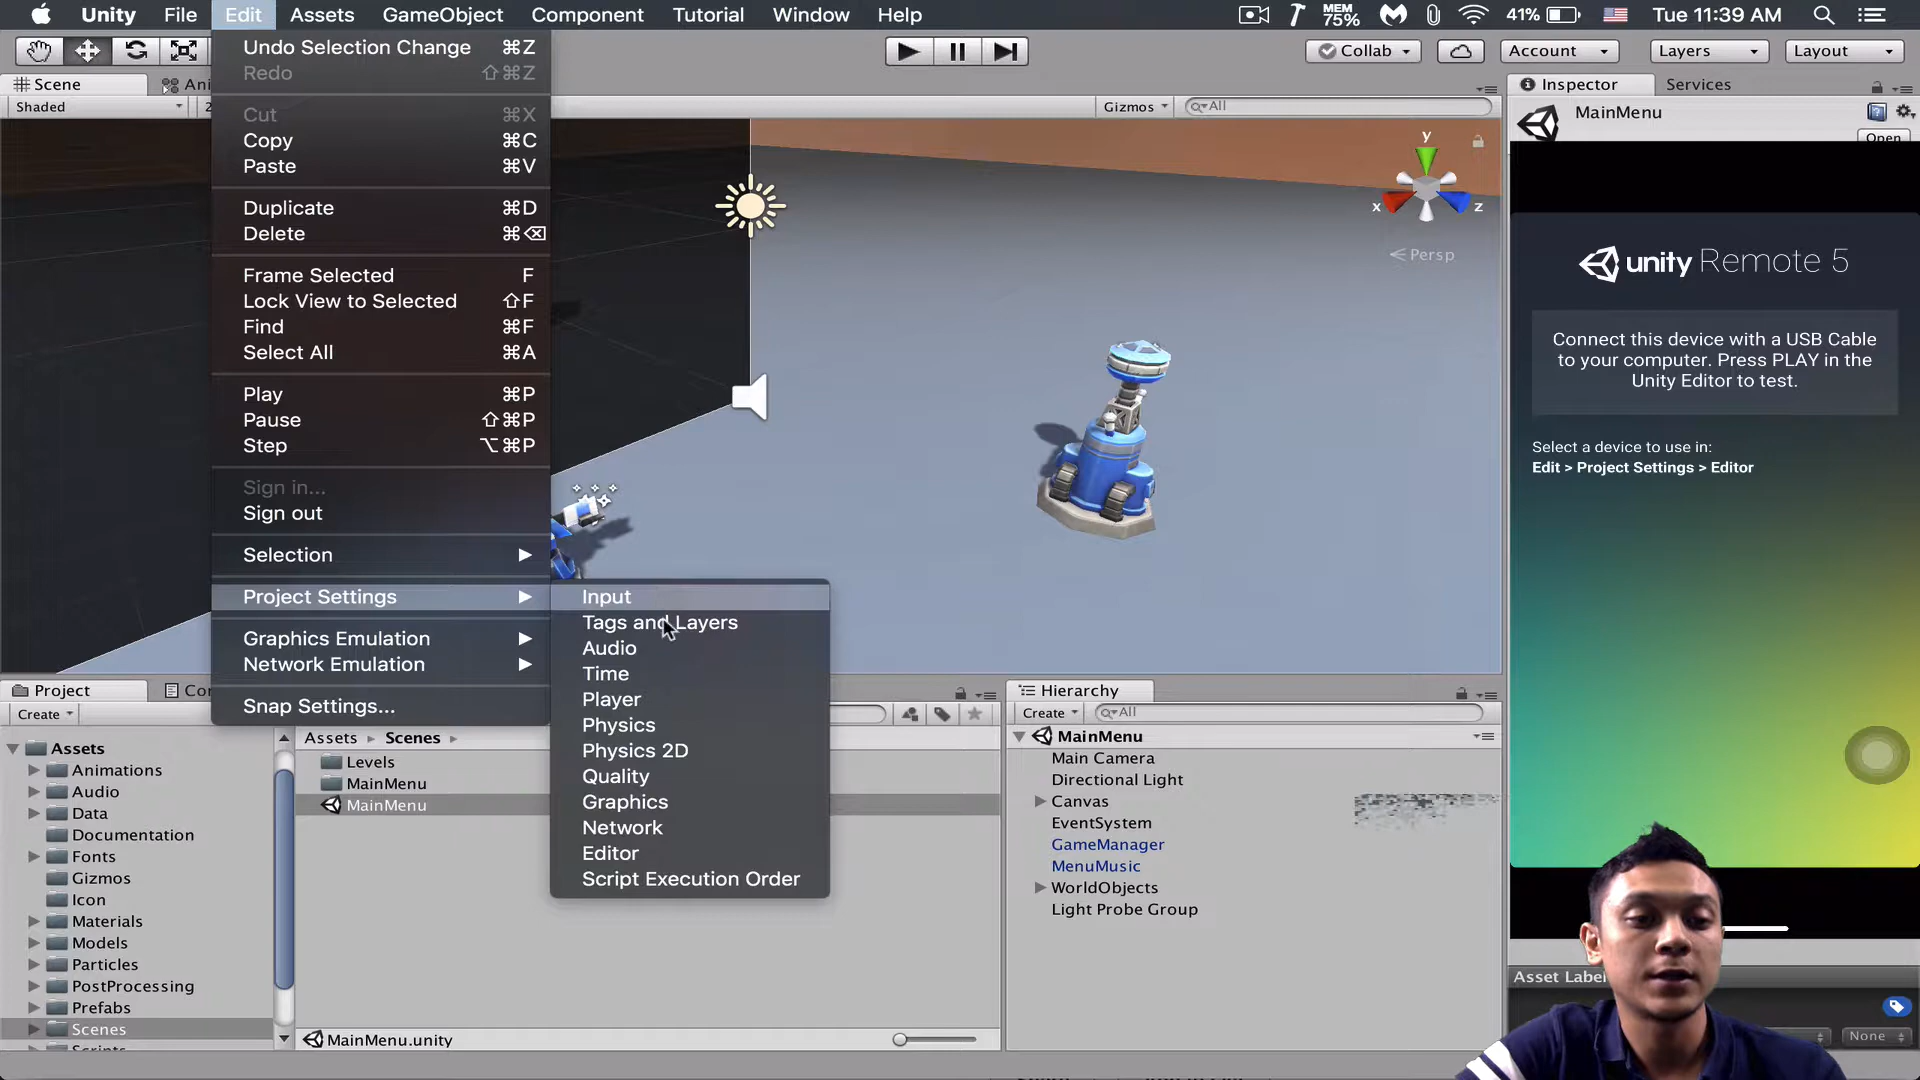 Unity File Edit Assets GameObject Component Tutorial Window Help MEM 75% 41% Tue 11:39 AM
Collab Account Layers Layout
Scene Ani
Shaded 2
Gizmos All
Inspector Services
MainMenu
Open
Undo Selection Change ⌘Z
Redo ⇧⌘Z
Cut ⌘X
Copy ⌘C
Paste ⌘V
Duplicate ⌘D
Delete ⌘⌫
Frame Selected F
Lock View to Selected ⇧F
Find ⌘F
Select All ⌘A
Play ⌘P
Pause ⇧⌘P
Step ⌥⌘P
Sign in...
Sign out
Selection
Project Settings
Graphics Emulation
Network Emulation
Snap Settings...
Input
Tags and Layers
Audio
Time
Player
Physics
Physics 2D
Quality
Graphics
Network
Editor
Script Execution Order
y
x z
Persp
unity Remote 5
Connect this device with a USB Cable
to your computer. Press PLAY in the
Unity Editor to test.
Select a device to use in:
Edit > Project Settings > Editor
Project Co
Create
Assets
Animations
Audio
Data
Documentation
Fonts
Gizmos
Icon
Materials
Models
Particles
PostProcessing
Prefabs
Scenes
Assets Scenes
Levels
MainMenu
MainMenu
MainMenu.unity
Hierarchy
Create All
MainMenu
Main Camera
Directional Light
Canvas
EventSystem
GameManager
MenuMusic
WorldObjects
Light Probe Group
Asset Label
None